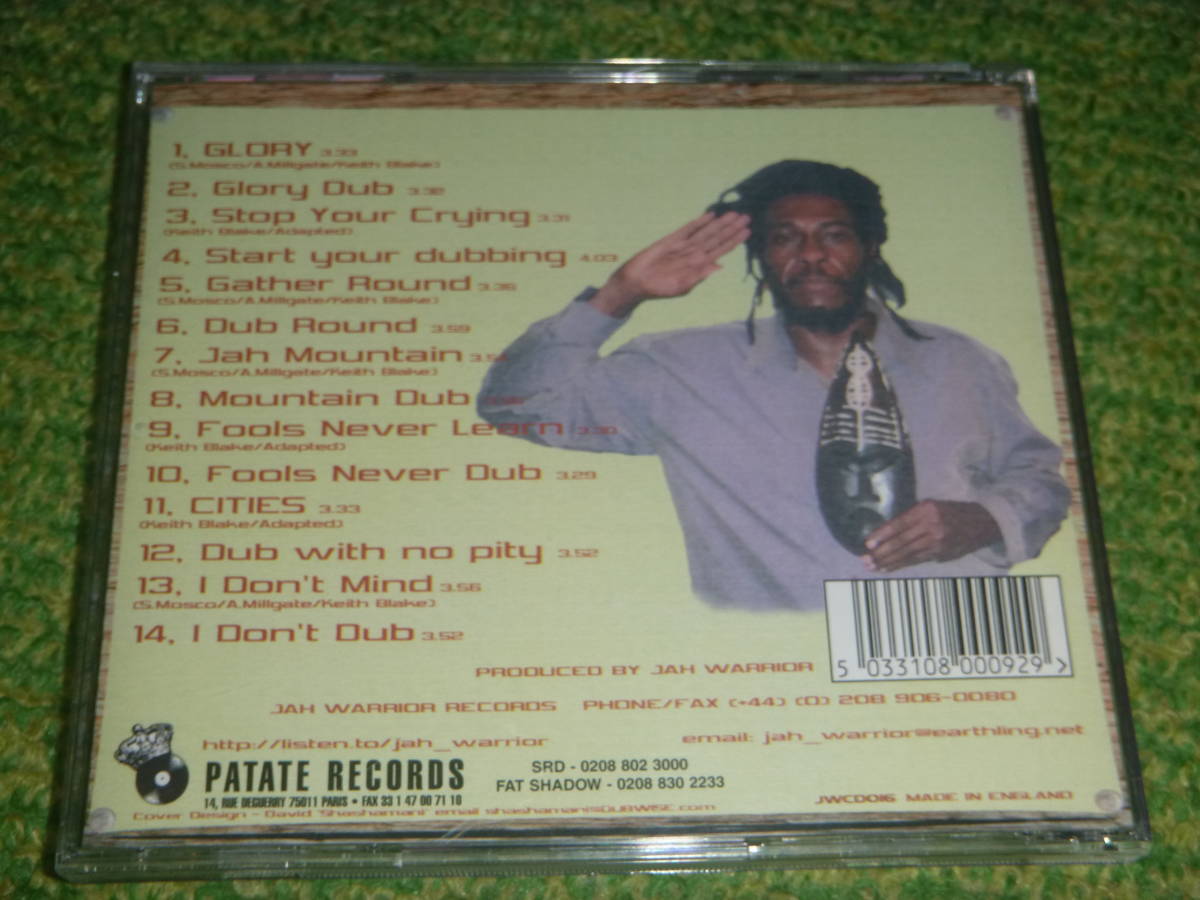 1. GLORY 3.33
(S.Mosco/A.Millgate/Keith Blake)
2. Glory Dub 3.32
3. Stop Your Crying 3.31
(Keith Blake/Adapted)
4. Start your dubbing 4.03
5. Gather Round 3.36
(S.Mosco/A.Millgate/Keith Blake)
6. Dub Round 3.59
7. Jah Mountain
(S.Mosco/A.Millgate/Keith Blake)
8. Mountain Dub
9. Fools Never Learn 3.30
(Keith Blake/Adapted)
10. Fools Never Dub 3.29
11. CITIES 3.33
(Keith Blake/Adapted)
12. Dub with no pity 3.52
13. I Don't Mind 3.56
(S.Mosco/A.Millgate/Keith Blake)
14. I Don't Dub 3.52
5 033108 000929 >
PRODUCED BY JAH WARRIOR
JAH WARRIOR RECORDS PHONE/FAX (+44) (0) 208 906-0080
http://listen.to/jah_warrior email: jah_warrior@earthling.net
PATATE RECORDS
14, RUE DEGUERRY 75011 PARIS • FAX 33 1 47 00 71 10
SRD - 0208 802 3000
FAT SHADOW - 0208 830 2233
JWCD016 MADE IN ENGLAND
Cover Design - David 'Shashamani' email shashamani@DUBWISE.com